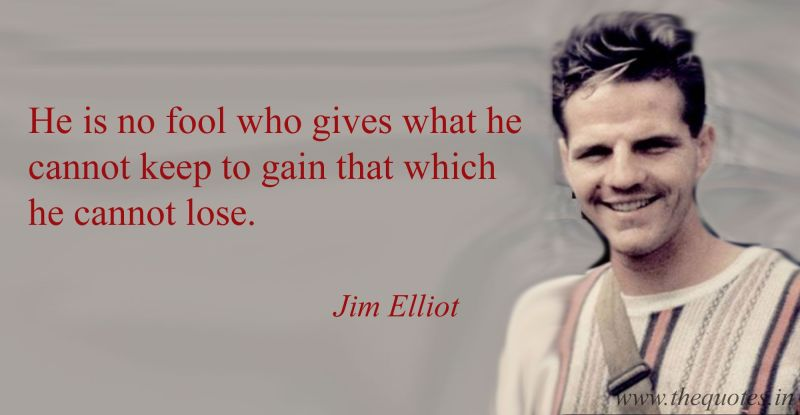 He is no fool who gives what he
cannot keep to gain that which
he cannot lose.
Jim Elliot
www.thequotes.in